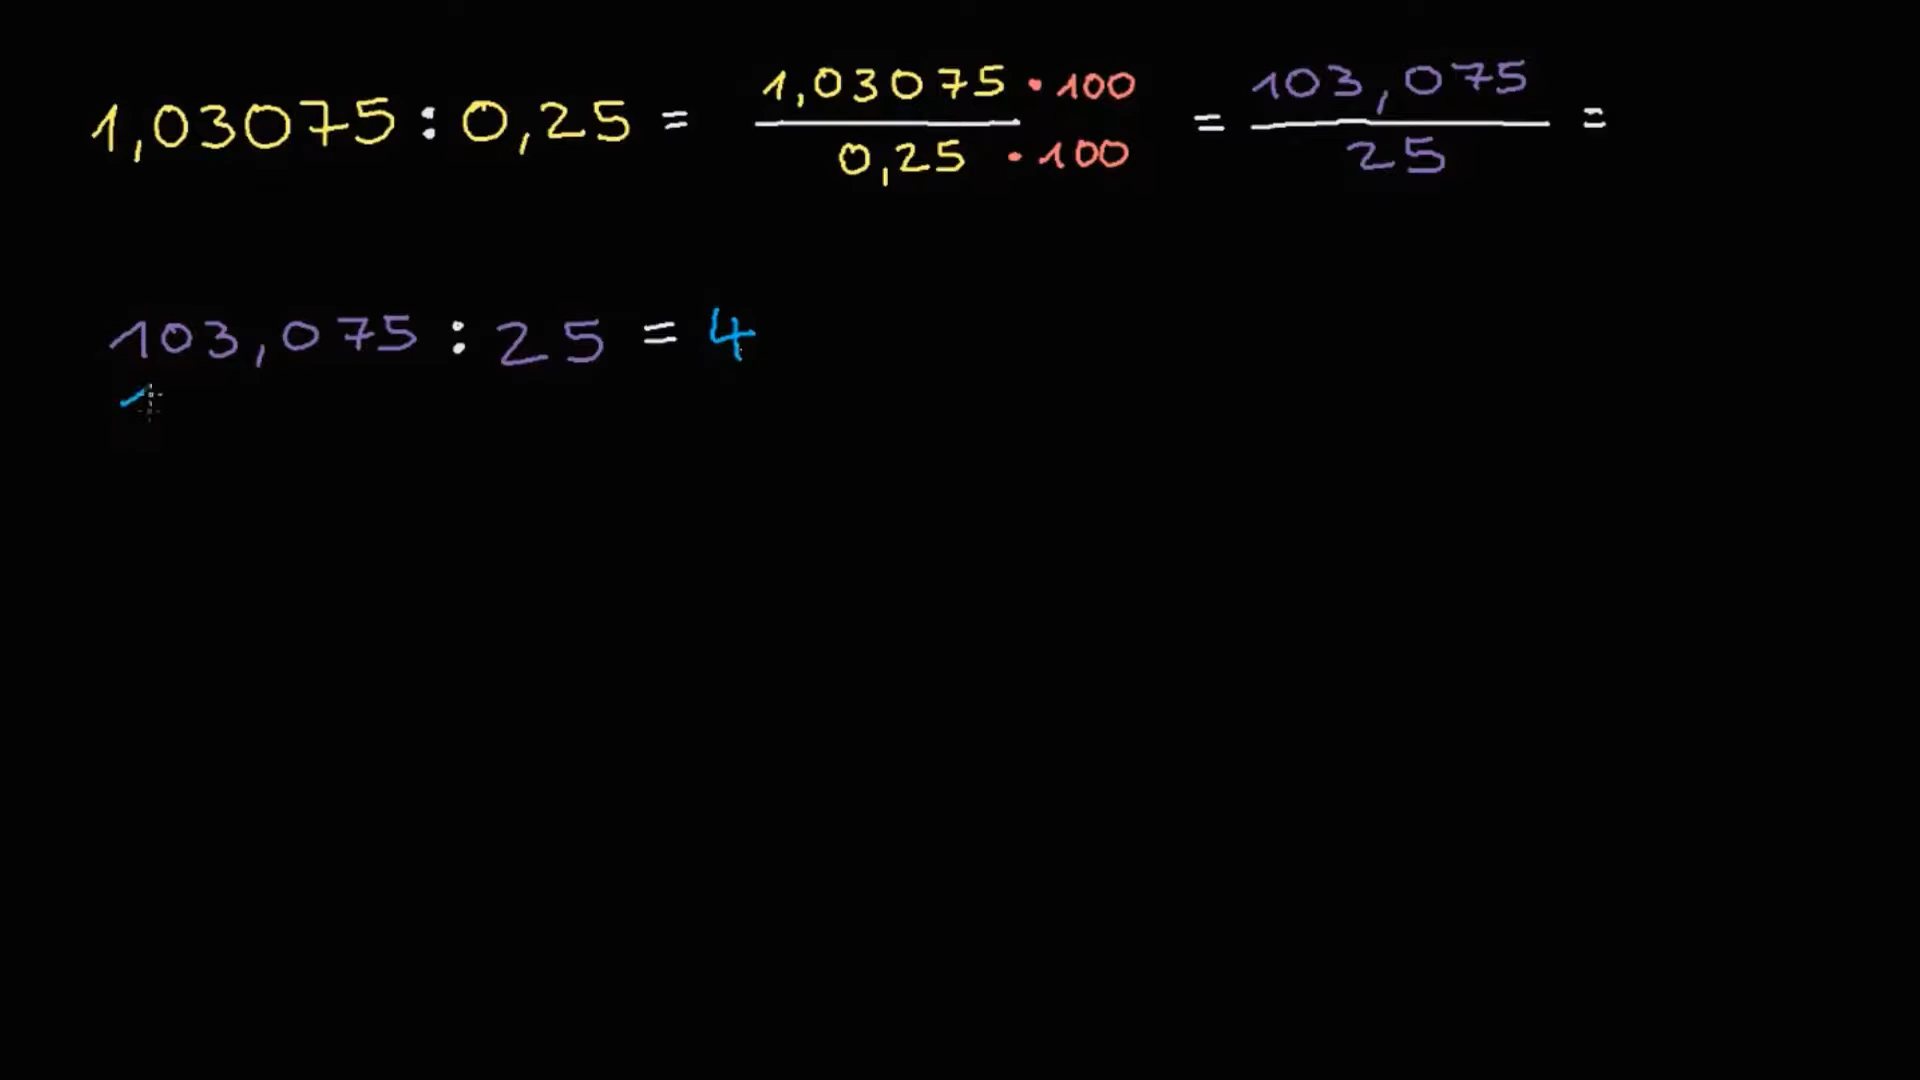 1,03075 : 0,25 = 1,03075 · 100 / 0,25 · 100 = 103,075 / 25 =
103,075 : 25 = 4